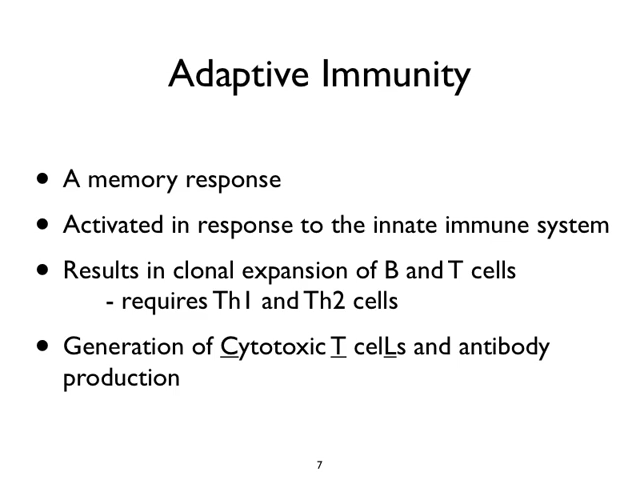 Adaptive Immunity
• A memory response
• Activated in response to the innate immune system
• Results in clonal expansion of B and T cells
- requires Th1 and Th2 cells
• Generation of Cytotoxic T celLs and antibody
production
7